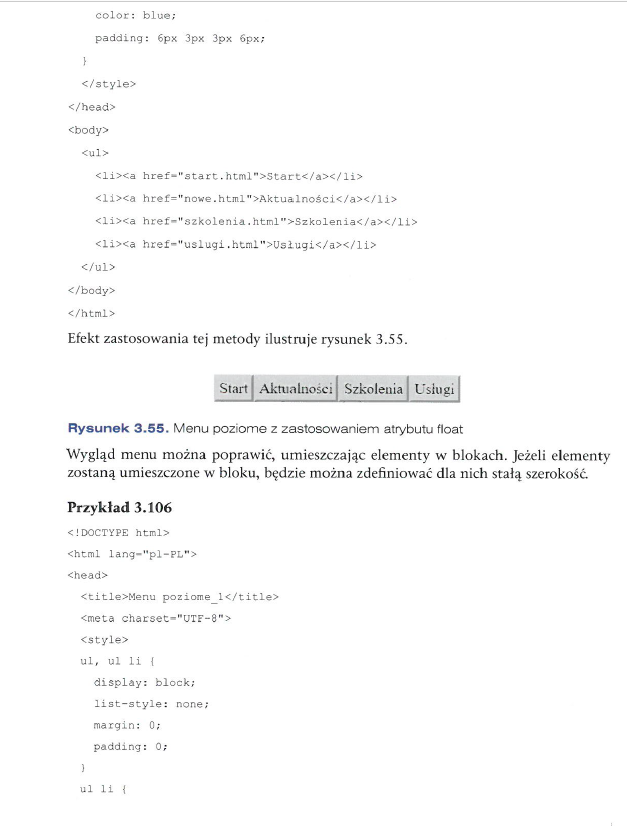 color: blue;
padding: 6px 3px 3px 6px;
}
</style>
</head>
<body>
<ul>
<li><a href="start.html">Start</a></li>
<li><a href="nowe.html">Aktualności</a></li>
<li><a href="szkolenia.html">Szkolenia</a></li>
<li><a href="uslugi.html">Usługi</a></li>
</ul>
</body>
</html>
Efekt zastosowania tej metody ilustruje rysunek 3.55.
Start Aktualności Szkolenia Usługi
Rysunek 3.55. Menu poziome z zastosowaniem atrybutu float
Wygląd menu można poprawić, umieszczając elementy w blokach. Jeżeli elementy
zostaną umieszczone w bloku, będzie można zdefiniować dla nich stałą szerokość.
Przykład 3.106
<!DOCTYPE html>
<html lang="pl-PL">
<head>
<title>Menu poziome_1</title>
<meta charset="UTF-8">
<style>
ul, ul li {
display: block;
list-style: none;
margin: 0;
padding: 0;
}
ul li {